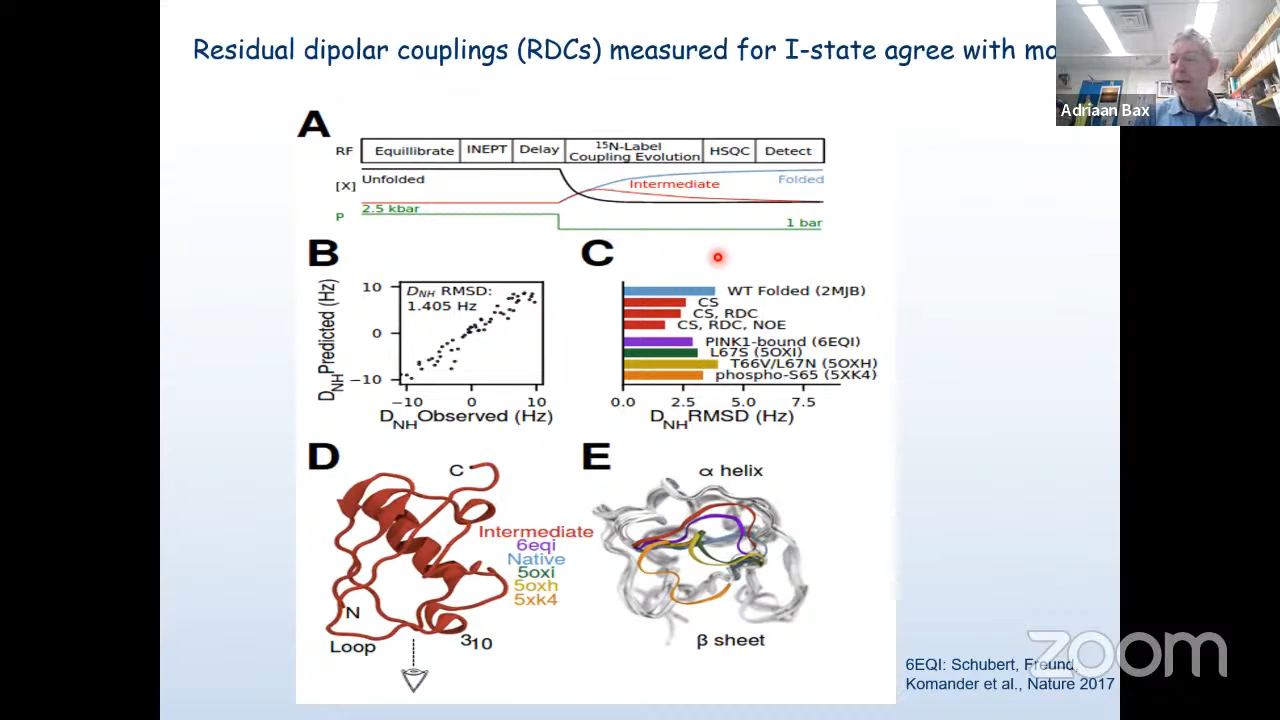 Residual dipolar couplings (RDCs) measured for I-state agree with mo
Adriaan Bax
A
RF Equillibrate INEPT Delay 15N-Label Coupling Evolution HSQC Detect
[X] Unfolded Intermediate Folded
P 2.5 kbar 1 bar
B
DNH Predicted (Hz)
10
0
−10
DNH RMSD:
1.405 Hz
−10 0 10
DNH Observed (Hz)
C
WT Folded (2MJB)
CS
CS, RDC
CS, RDC, NOE
PINK1-bound (6EQI)
L67S (5OXI)
T66V/L67N (5OXH)
phospho-S65 (5XK4)
0.0 2.5 5.0 7.5
DNH RMSD (Hz)
D
C
N
Loop
310
Intermediate
6eqi
Native
5oxi
5oxh
5xk4
E
α helix
β sheet
6EQI: Schubert, Freund,
Komander et al., Nature 2017
zoom